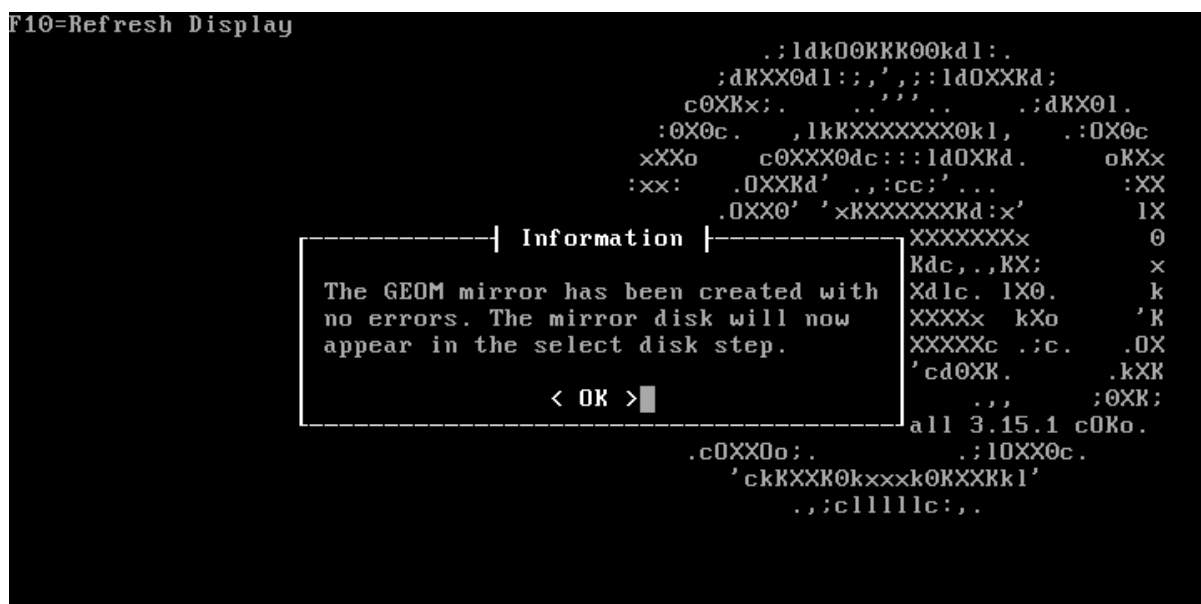 F10=Refresh Display
Information
The GEOM mirror has been created with
no errors. The mirror disk will now
appear in the select disk step.
< OK >
all 3.15.1